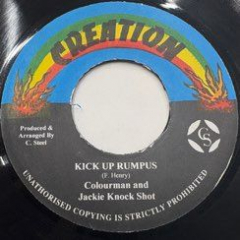 CREATION
Produced &
Arranged By
C. Steel
CS
KICK UP RUMPUS
(F. Henry)
Colourman and
Jackie Knock Shot
UNAUTHORISED COPYING IS STRICTLY PROHIBITED